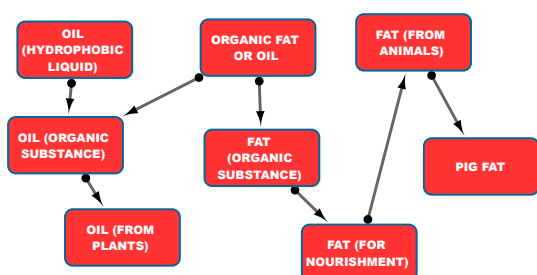 OIL
(HYDROPHOBIC
LIQUID)
ORGANIC FAT
OR OIL
FAT (FROM
ANIMALS)
OIL (ORGANIC
SUBSTANCE)
FAT
(ORGANIC
SUBSTANCE)
PIG FAT
OIL (FROM
PLANTS)
FAT (FOR
NOURISHMENT)